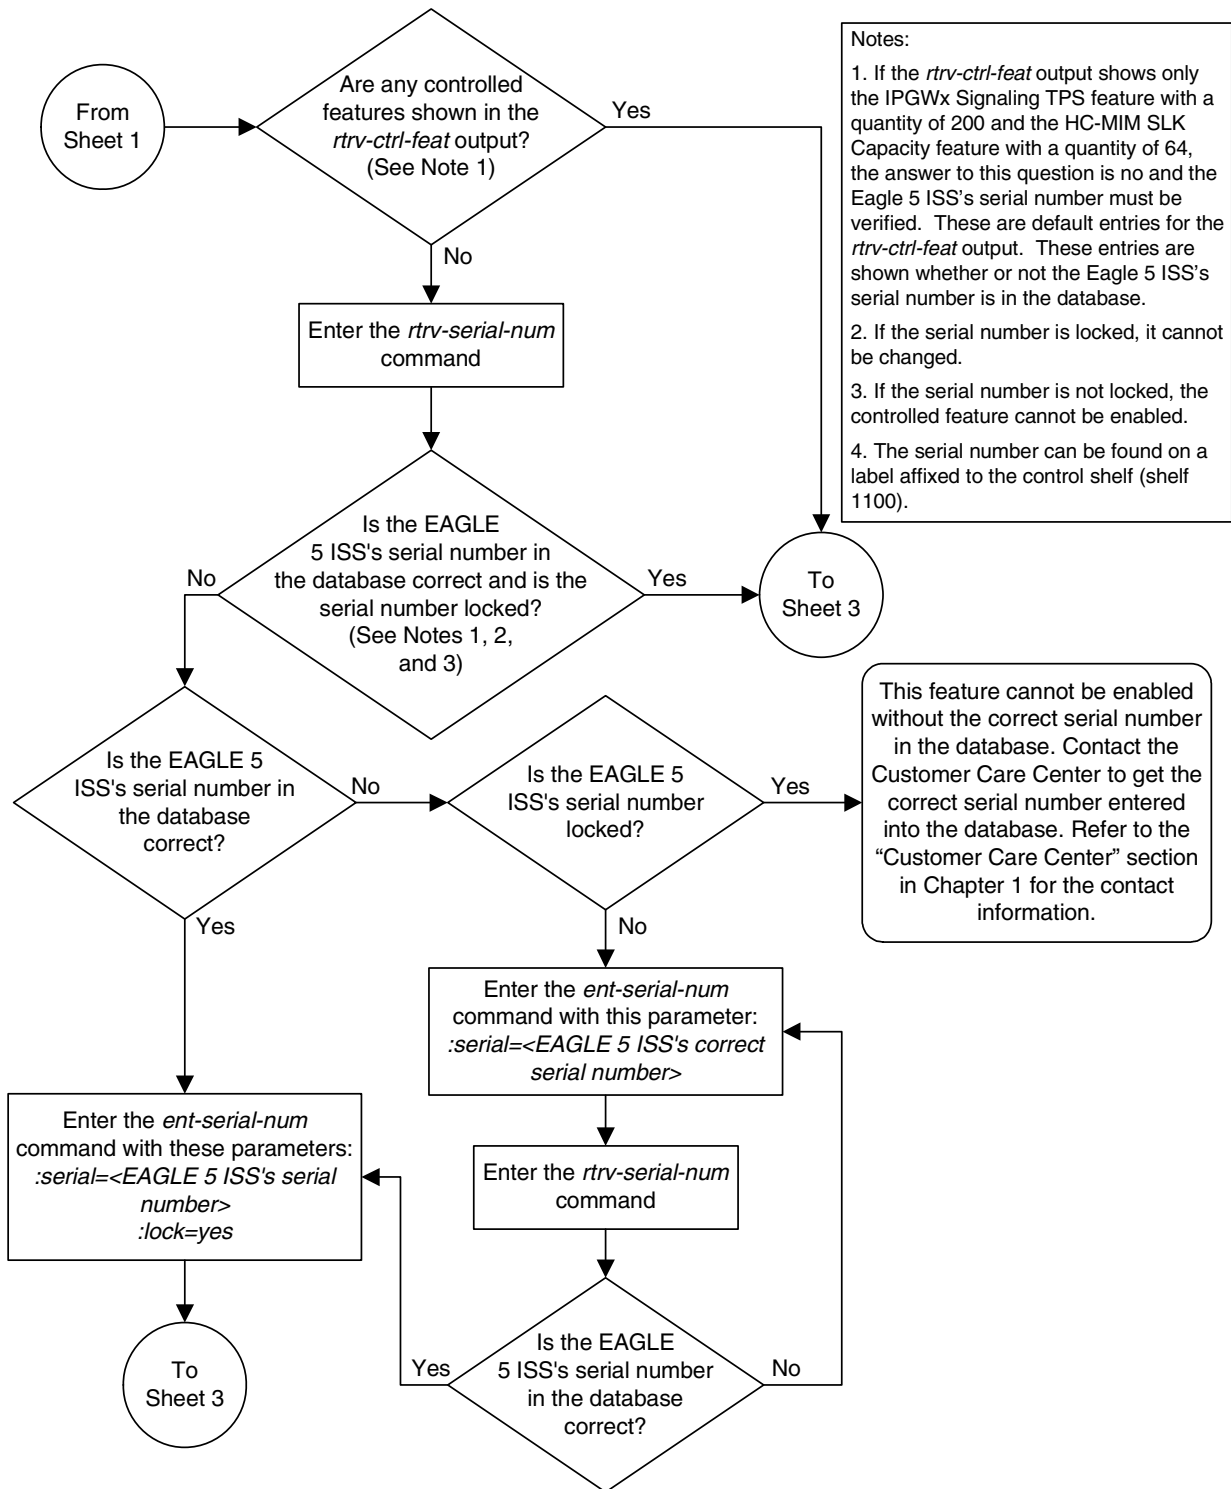 From
Sheet 1
Are any controlled
features shown in the
rtrv-ctrl-feat output?
(See Note 1)
Yes
No
Notes:
1. If the rtrv-ctrl-feat output shows only
the IPGWx Signaling TPS feature with a
quantity of 200 and the HC-MIM SLK
Capacity feature with a quantity of 64,
the answer to this question is no and the
Eagle 5 ISS's serial number must be
verified. These are default entries for the
rtrv-ctrl-feat output. These entries are
shown whether or not the Eagle 5 ISS's
serial number is in the database.
2. If the serial number is locked, it cannot
be changed.
3. If the serial number is not locked, the
controlled feature cannot be enabled.
4. The serial number can be found on a
label affixed to the control shelf (shelf
1100).
Enter the rtrv-serial-num
command
Is the EAGLE
5 ISS's serial number in
the database correct and is the
serial number locked?
(See Notes 1, 2,
and 3)
No
Yes
To
Sheet 3
Is the EAGLE 5
ISS's serial number in
the database
correct?
No
Yes
Is the EAGLE 5
ISS's serial number
locked?
Yes
No
This feature cannot be enabled
without the correct serial number
in the database. Contact the
Customer Care Center to get the
correct serial number entered
into the database. Refer to the
“Customer Care Center” section
in Chapter 1 for the contact
information.
Enter the ent-serial-num
command with this parameter:
:serial=<EAGLE 5 ISS's correct
serial number>
Enter the ent-serial-num
command with these parameters:
:serial=<EAGLE 5 ISS's serial
number>
:lock=yes
Enter the rtrv-serial-num
command
Is the EAGLE
5 ISS's serial number
in the database
correct?
Yes
No
To
Sheet 3